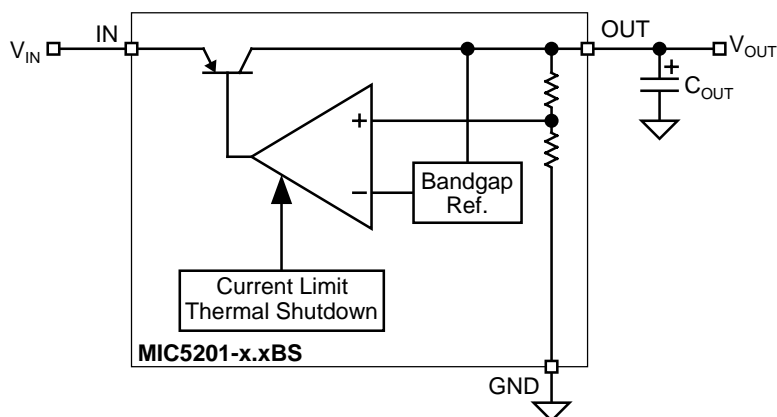 IN
OUT
V_IN
V_OUT
+
C_OUT
+
Bandgap
Ref.
–
Current Limit
Thermal Shutdown
MIC5201-x.xBS
GND